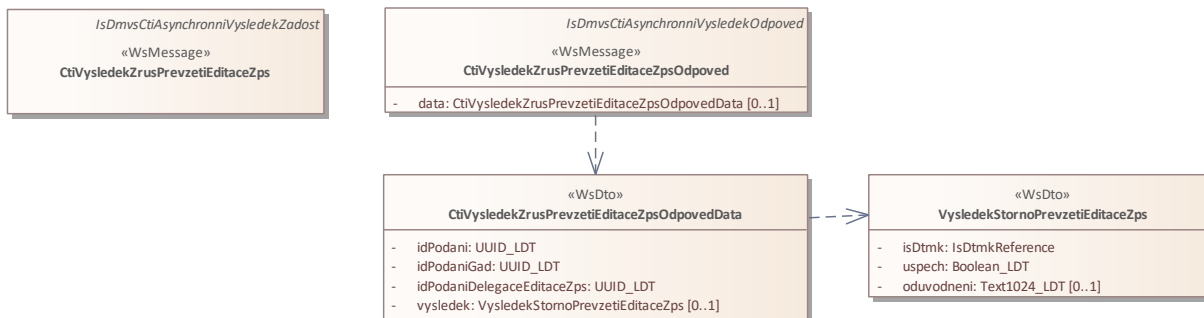 IsDmvsCtiAsynchronniVysledekZadost
«WsMessage»
CtiVysledekZrusPrevzetiEditaceZps
IsDmvsCtiAsynchronniVysledekOdpoved
«WsMessage»
CtiVysledekZrusPrevzetiEditaceZpsOdpoved
- data: CtiVysledekZrusPrevzetiEditaceZpsOdpovedData [0..1]
«WsDto»
CtiVysledekZrusPrevzetiEditaceZpsOdpovedData
- idPodani: UUID_LDT
- idPodaniGad: UUID_LDT
- idPodaniDelegaceEditaceZps: UUID_LDT
- vysledek: VysledekStornoPrevzetiEditaceZps [0..1]
«WsDto»
VysledekStornoPrevzetiEditaceZps
- isDtmk: IsDtmkReference
- uspech: Boolean_LDT
- oduvodneni: Text1024_LDT [0..1]